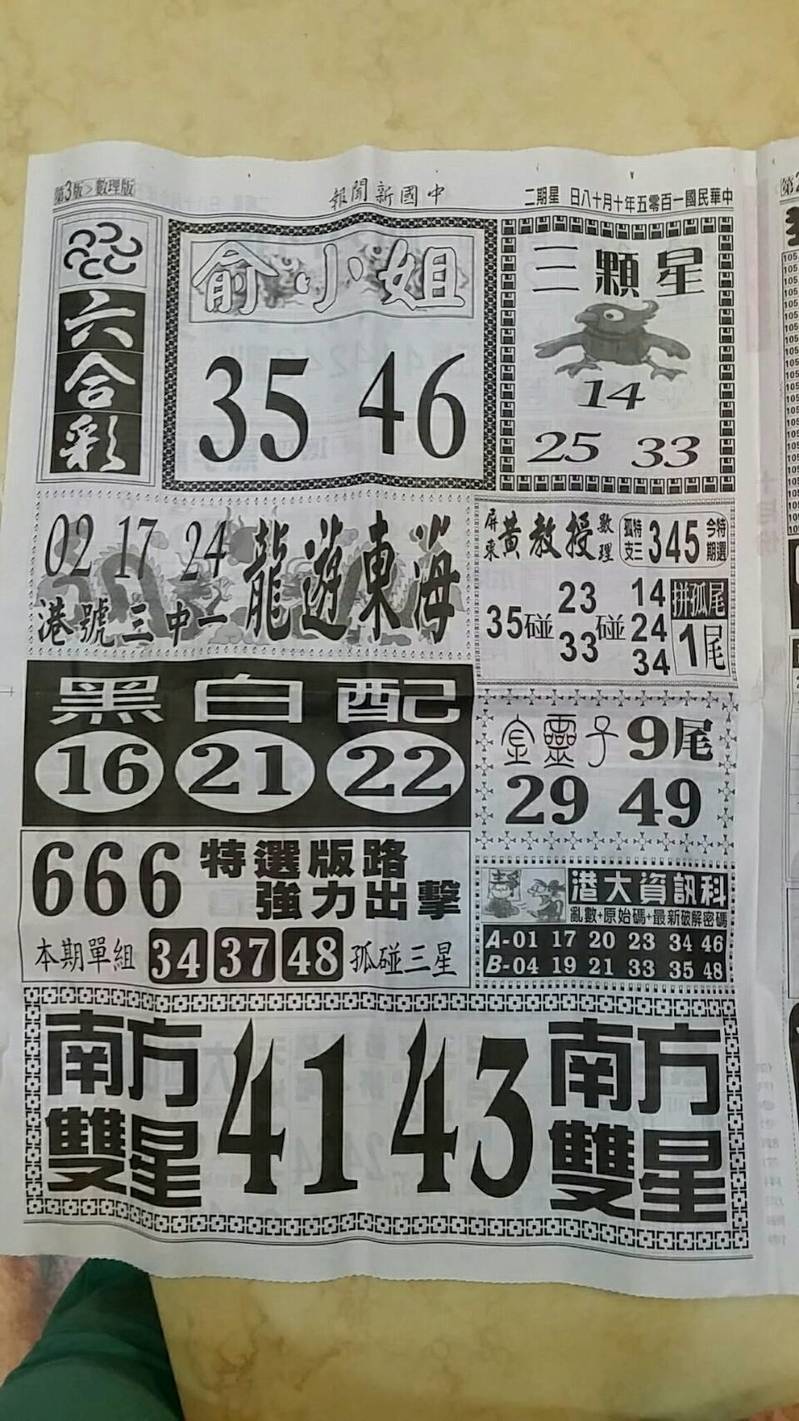 第3版＞數理版
報聞新國中
中華民國一百零五年十月十八日 星期二
六合彩
俞小姐
35 46
三顆星
14
25 33
02 17 24
港號三中一
龍遊東海
屏東 黃教授 數理
孤特支三 345 今特期選
35碰 23 33 碰 14 24 34
拼孤尾
1尾
黑白配
16 21 22
金靈子 9尾
29 49
666 特選版路
強力出擊
本期單組 34 37 48 孤碰三星
港大資訊科
亂數+原始碼+最新破解密碼
A-01 17 20 23 34 46
B-04 19 21 33 35 48
南方雙星
41 43
南方雙星